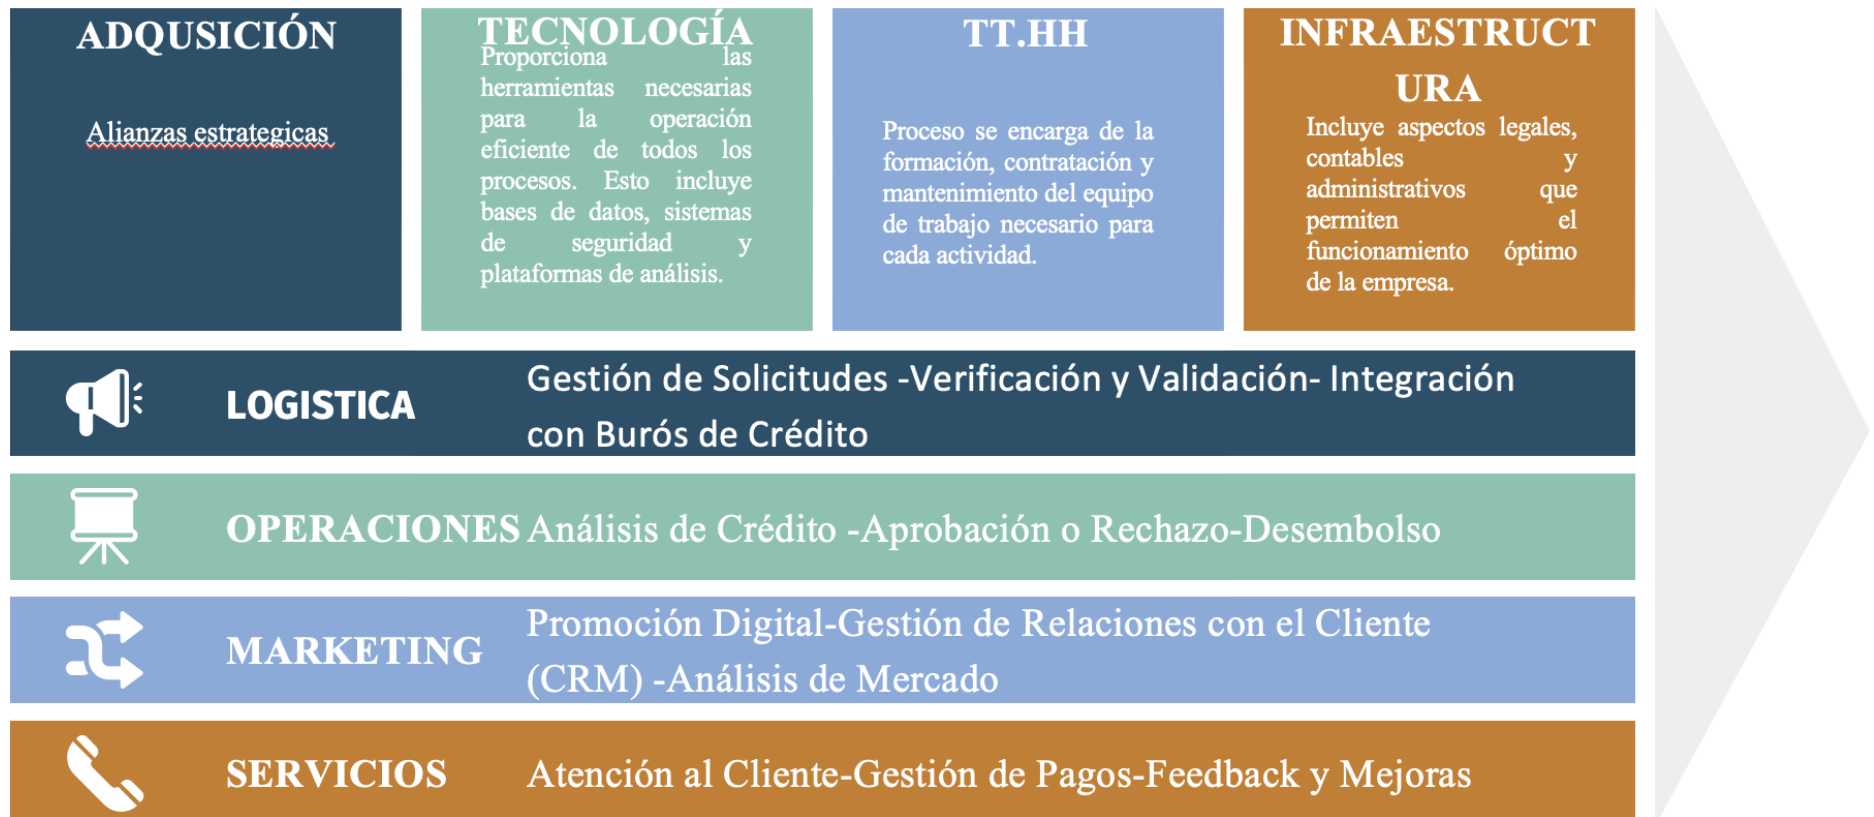 ADQUSICIÓN
Alianzas estrategicas
TECNOLOGÍA
Proporciona las
herramientas necesarias
para la operación
eficiente de todos los
procesos. Esto incluye
bases de datos, sistemas
de seguridad y
plataformas de análisis.
TT.HH
Proceso se encarga de la
formación, contratación y
mantenimiento del equipo
de trabajo necesario para
cada actividad.
INFRAESTRUCT
URA
Incluye aspectos legales,
contables y
administrativos que
permiten el
funcionamiento óptimo
de la empresa.
LOGISTICA
Gestión de Solicitudes -Verificación y Validación- Integración
con Burós de Crédito
OPERACIONES
Análisis de Crédito -Aprobación o Rechazo-Desembolso
MARKETING
Promoción Digital-Gestión de Relaciones con el Cliente
(CRM) -Análisis de Mercado
SERVICIOS
Atención al Cliente-Gestión de Pagos-Feedback y Mejoras